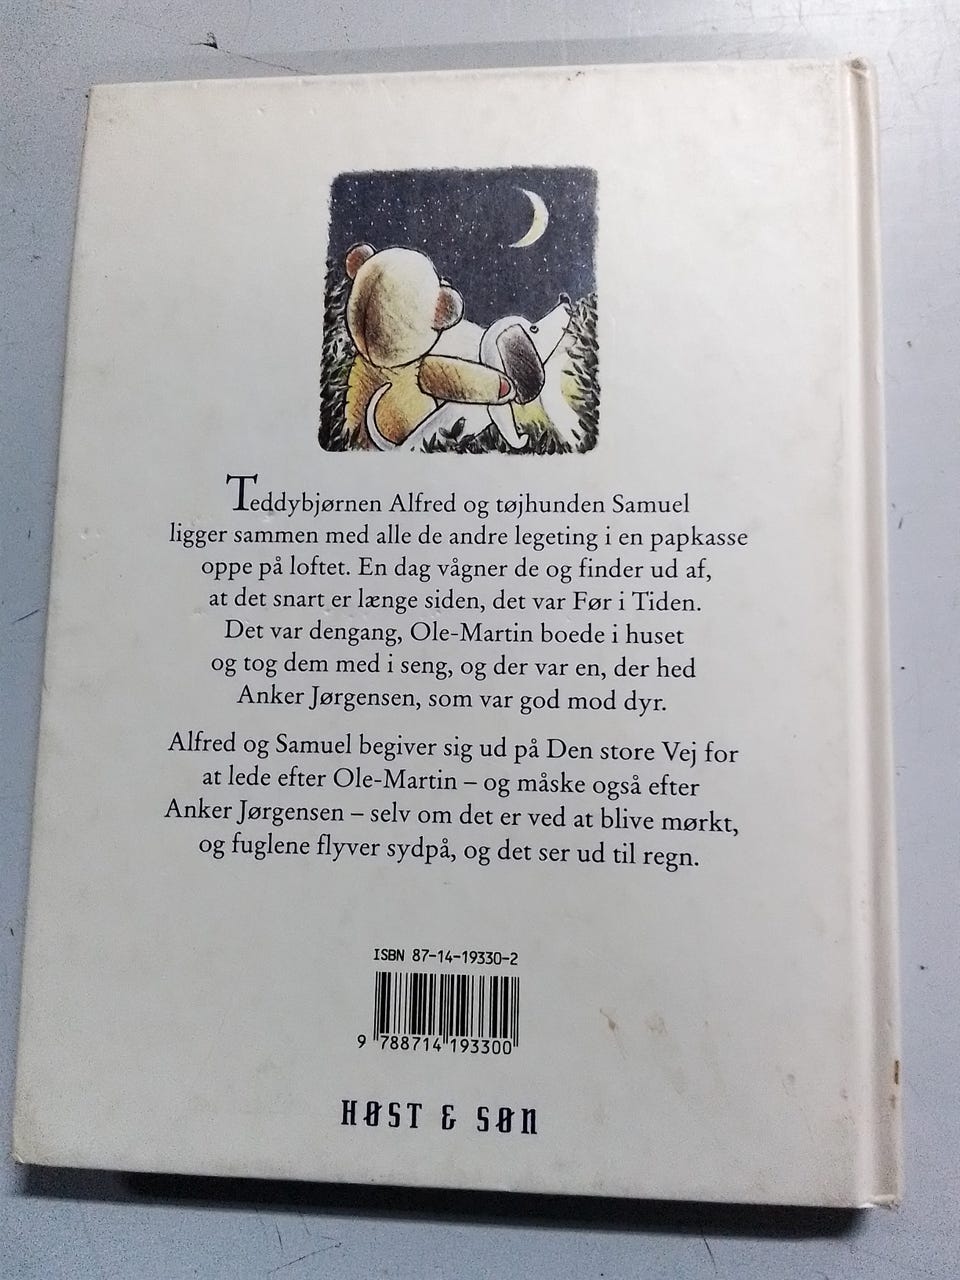 Teddybjørnen Alfred og tøjhunden Samuel
ligger sammen med alle de andre legeting i en papkasse
oppe på loftet. En dag vågner de og finder ud af,
at det snart er længe siden, det var Før i Tiden.
Det var dengang, Ole-Martin boede i huset
og tog dem med i seng, og der var en, der hed
Anker Jørgensen, som var god mod dyr.
Alfred og Samuel begiver sig ud på Den store Vej for
at lede efter Ole-Martin – og måske også efter
Anker Jørgensen – selv om det er ved at blive mørkt,
og fuglene flyver sydpå, og det ser ud til regn.
ISBN 87-14-19330-2
9 788714 193300
HØST & SØN